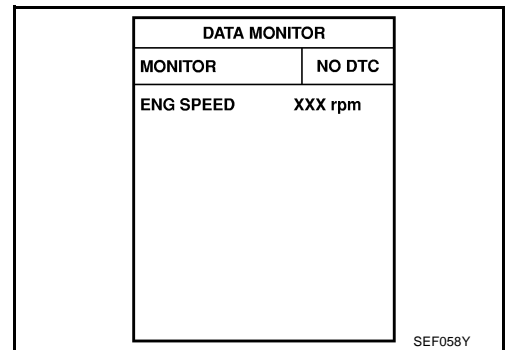 DATA MONITOR
MONITOR NO DTC
ENG SPEED XXX rpm
SEF058Y